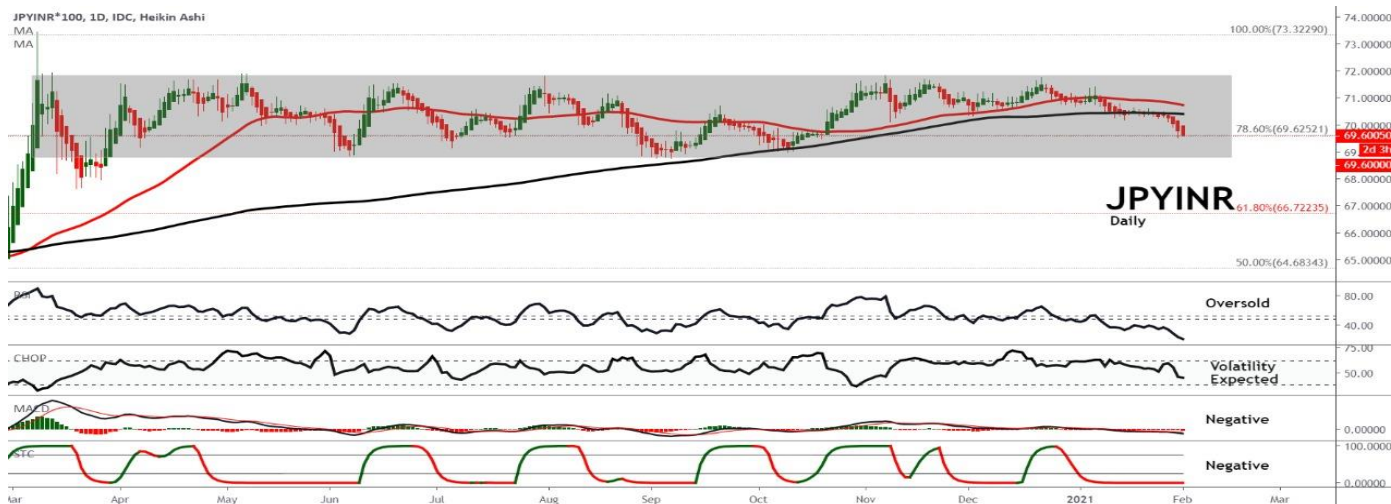 JPYINR*100, 1D, IDC, Heikin Ashi
MA
MA
100.00%(73.32290)
78.60%(69.62521)
61.80%(66.72235)
50.00%(64.68343)
JPYINR
Daily
74.00000
73.00000
72.00000
71.00000
70.00000
69.60050
69
2d 3h
69.60000
68.00000
67.00000
66.00000
65.00000
RSI
Oversold
80.00
40.00
CHOP
Volatility
Expected
75.00
50.00
MACD
Negative
0.00000
STC
Negative
100.0000
0.00000
Mar Apr May Jun Jul Aug Sep Oct Nov Dec 2021 Feb Mar